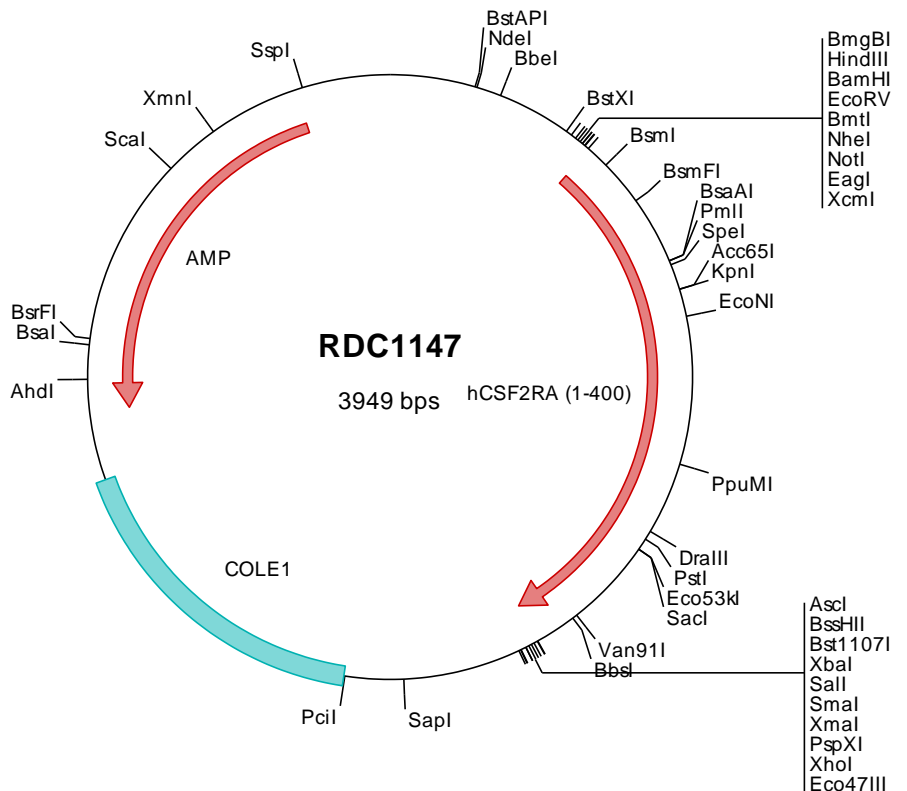 BstAPI
NdeI
BbeI
SspI
BmgBI
HindIII
BamHI
EcoRV
BmtI
NheI
NotI
EagI
XcmI
XmnI
BstXI
ScaI
BsmI
BsmFI
BsaAI
PmlI
SpeI
Acc65I
KpnI
EcoNI
AMP
BsrFI
BsaI
AhdI
RDC1147
3949 bps
hCSF2RA (1-400)
PpuMI
DraIII
PstI
Eco53kI
SacI
COLE1
Van91I
BbsI
AscI
BssHII
Bst1107I
XbaI
SalI
SmaI
XmaI
PspXI
XhoI
Eco47III
PciI
SapI